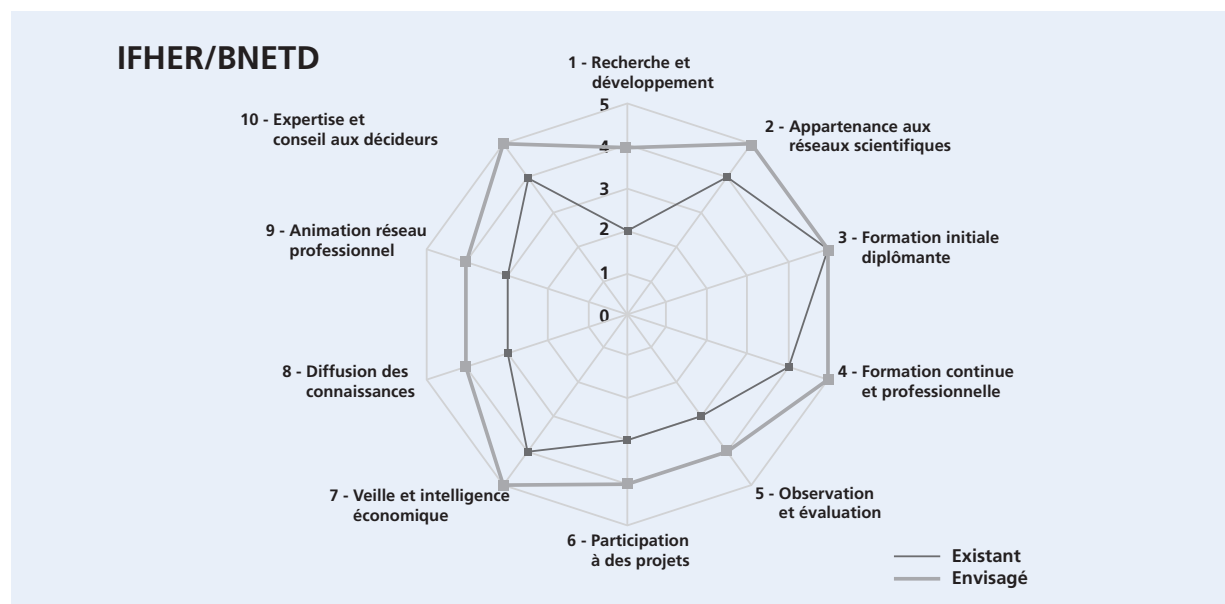 IFHER/BNETD
1 - Recherche et
développement
2 - Appartenance aux
réseaux scientifiques
3 - Formation initiale
diplômante
4 - Formation continue
et professionnelle
5 - Observation
et évaluation
6 - Participation
à des projets
7 - Veille et intelligence
économique
8 - Diffusion des
connaissances
9 - Animation réseau
professionnel
10 - Expertise et
conseil aux décideurs
5
4
3
2
1
0
Existant
Envisagé